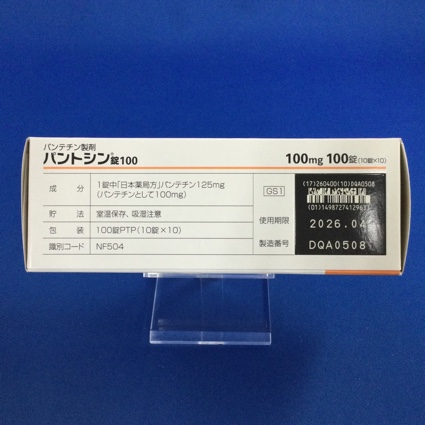 パンテチン製剤
パントシン錠100
100mg 100錠(10錠×10)
成分 1錠中「日本薬局方」パンテチン125mg
(パンテチンとして100mg)
貯法 室温保存、吸湿注意
包装 100錠PTP(10錠×10)
識別コード NF504
GS1
(17)260400(10)DQA0508
(01)14987274129663
使用期限 2026.04
製造番号 DQA0508